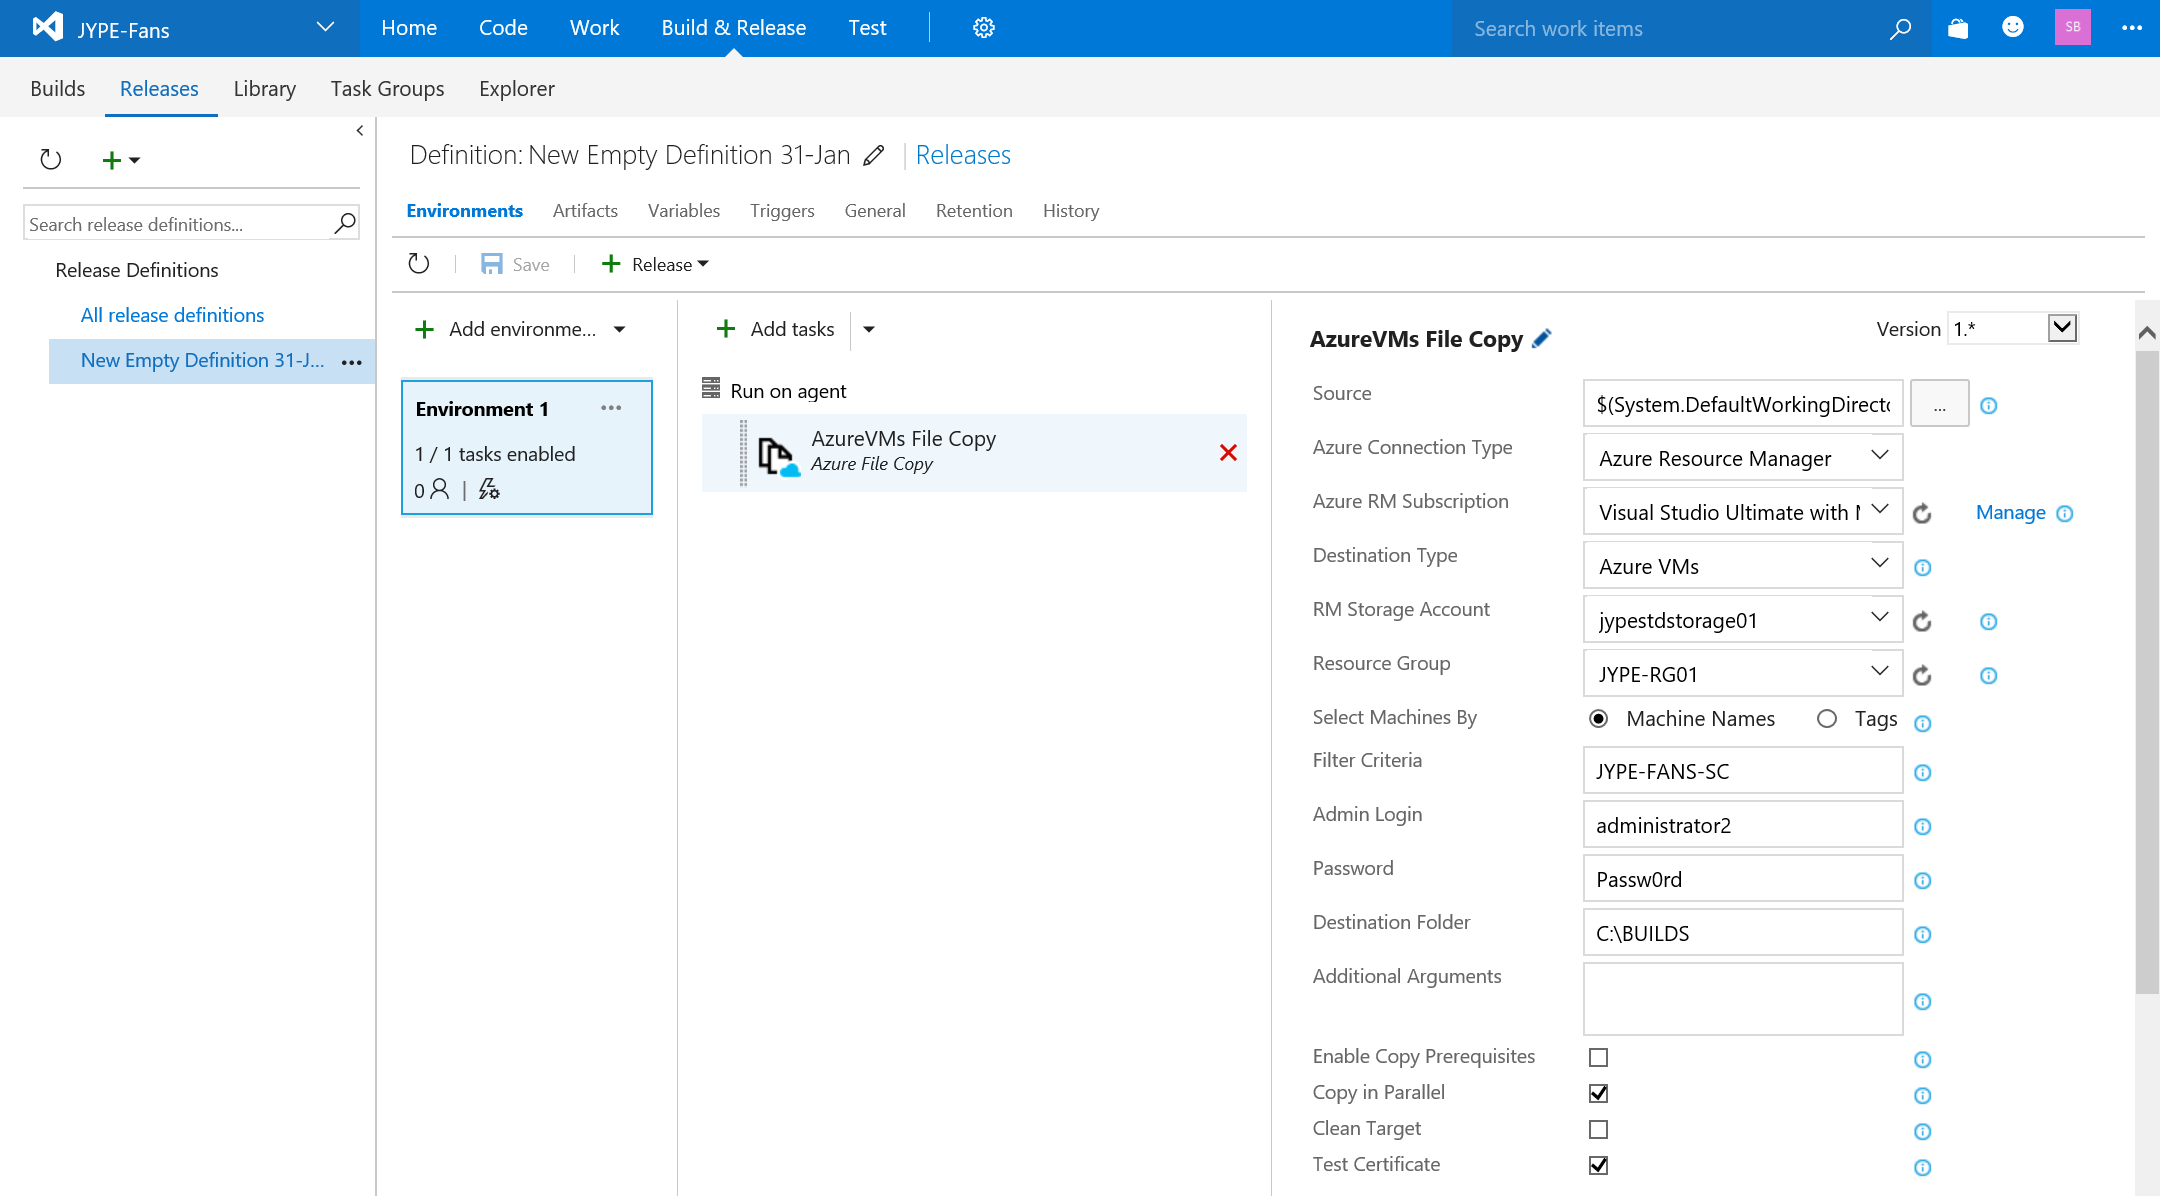 JYPE-Fans
Home Code Work Build & Release Test
Search work items
SB
Builds Releases Library Task Groups Explorer
Search release definitions...
Release Definitions
All release definitions
New Empty Definition 31-J...
Definition: New Empty Definition 31-Jan | Releases
Environments Artifacts Variables Triggers General Retention History
Save Release
Add environme...
Environment 1
1 / 1 tasks enabled
0
Add tasks
Run on agent
AzureVMs File Copy
Azure File Copy
AzureVMs File Copy
Version 1.*
Source $(System.DefaultWorkingDirecto ...
Azure Connection Type Azure Resource Manager
Azure RM Subscription Visual Studio Ultimate with Manage
Destination Type Azure VMs
RM Storage Account jypestdstorage01
Resource Group JYPE-RG01
Select Machines By Machine Names Tags
Filter Criteria JYPE-FANS-SC
Admin Login administrator2
Password Passw0rd
Destination Folder C:\BUILDS
Additional Arguments
Enable Copy Prerequisites
Copy in Parallel
Clean Target
Test Certificate